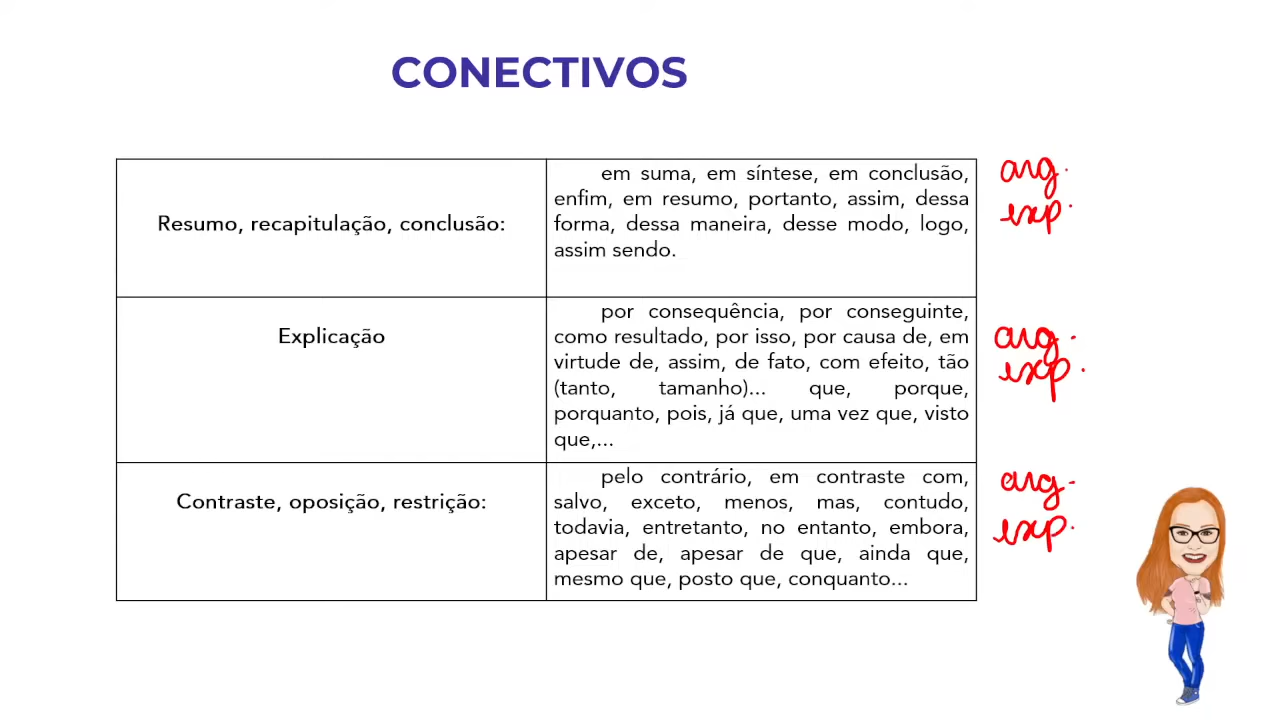 CONECTIVOS
Resumo, recapitulação, conclusão:
em suma, em síntese, em conclusão,
enfim, em resumo, portanto, assim, dessa
forma, dessa maneira, desse modo, logo,
assim sendo.
arg.
exp.
Explicação
por consequência, por conseguinte,
como resultado, por isso, por causa de, em
virtude de, assim, de fato, com efeito, tão
(tanto, tamanho)... que, porque,
porquanto, pois, já que, uma vez que, visto
que,...
arg.
exp.
Contraste, oposição, restrição:
pelo contrário, em contraste com,
salvo, exceto, menos, mas, contudo,
todavia, entretanto, no entanto, embora,
apesar de, apesar de que, ainda que,
mesmo que, posto que, conquanto...
arg.
exp.